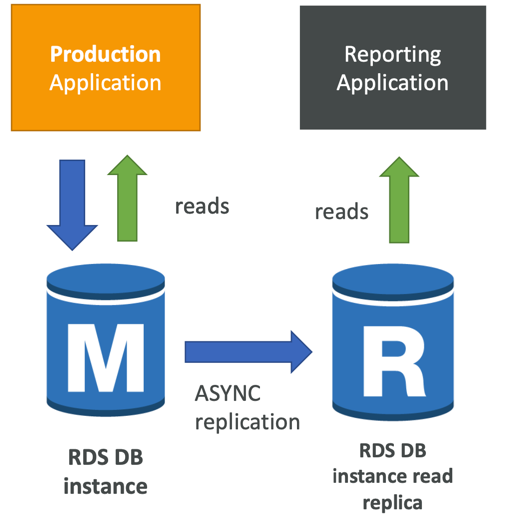 Production
Application
Reporting
Application
reads
reads
M
R
ASYNC
replication
RDS DB
instance
RDS DB
instance read
replica